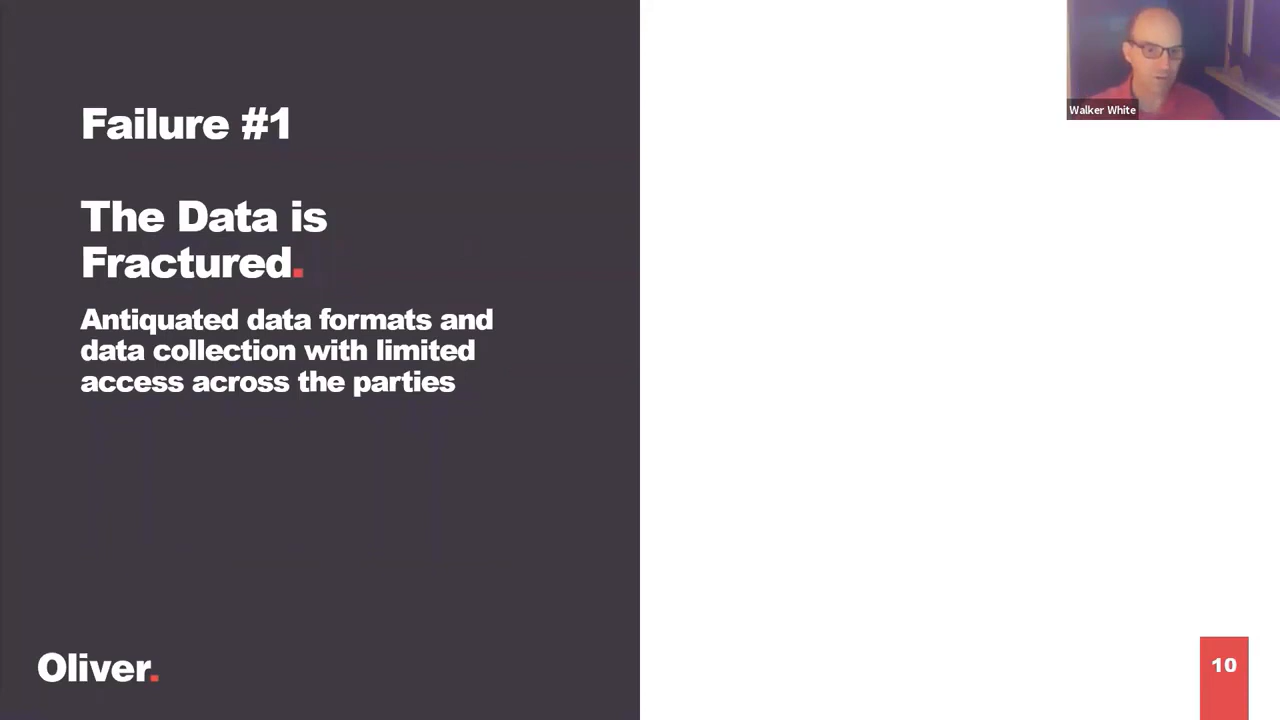 Failure #1
The Data is
Fractured.
Antiquated data formats and
data collection with limited
access across the parties
Oliver.
Walker White
10